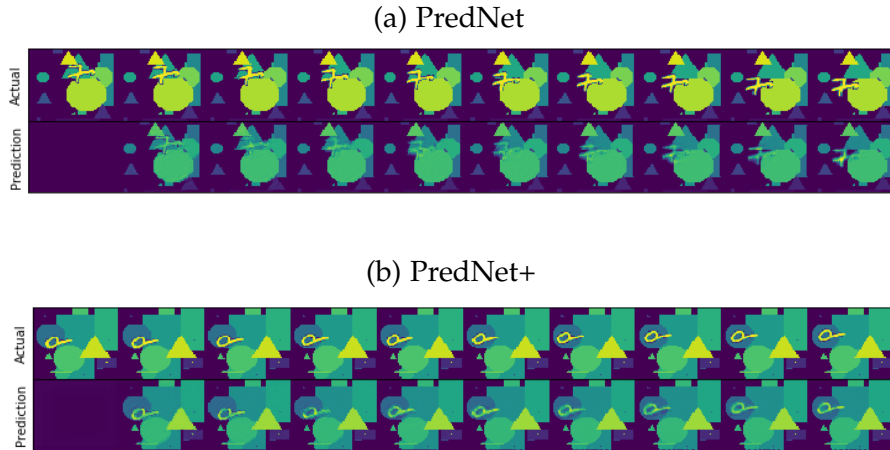 (a) PredNet
Actual
Prediction
(b) PredNet+
Actual
Prediction